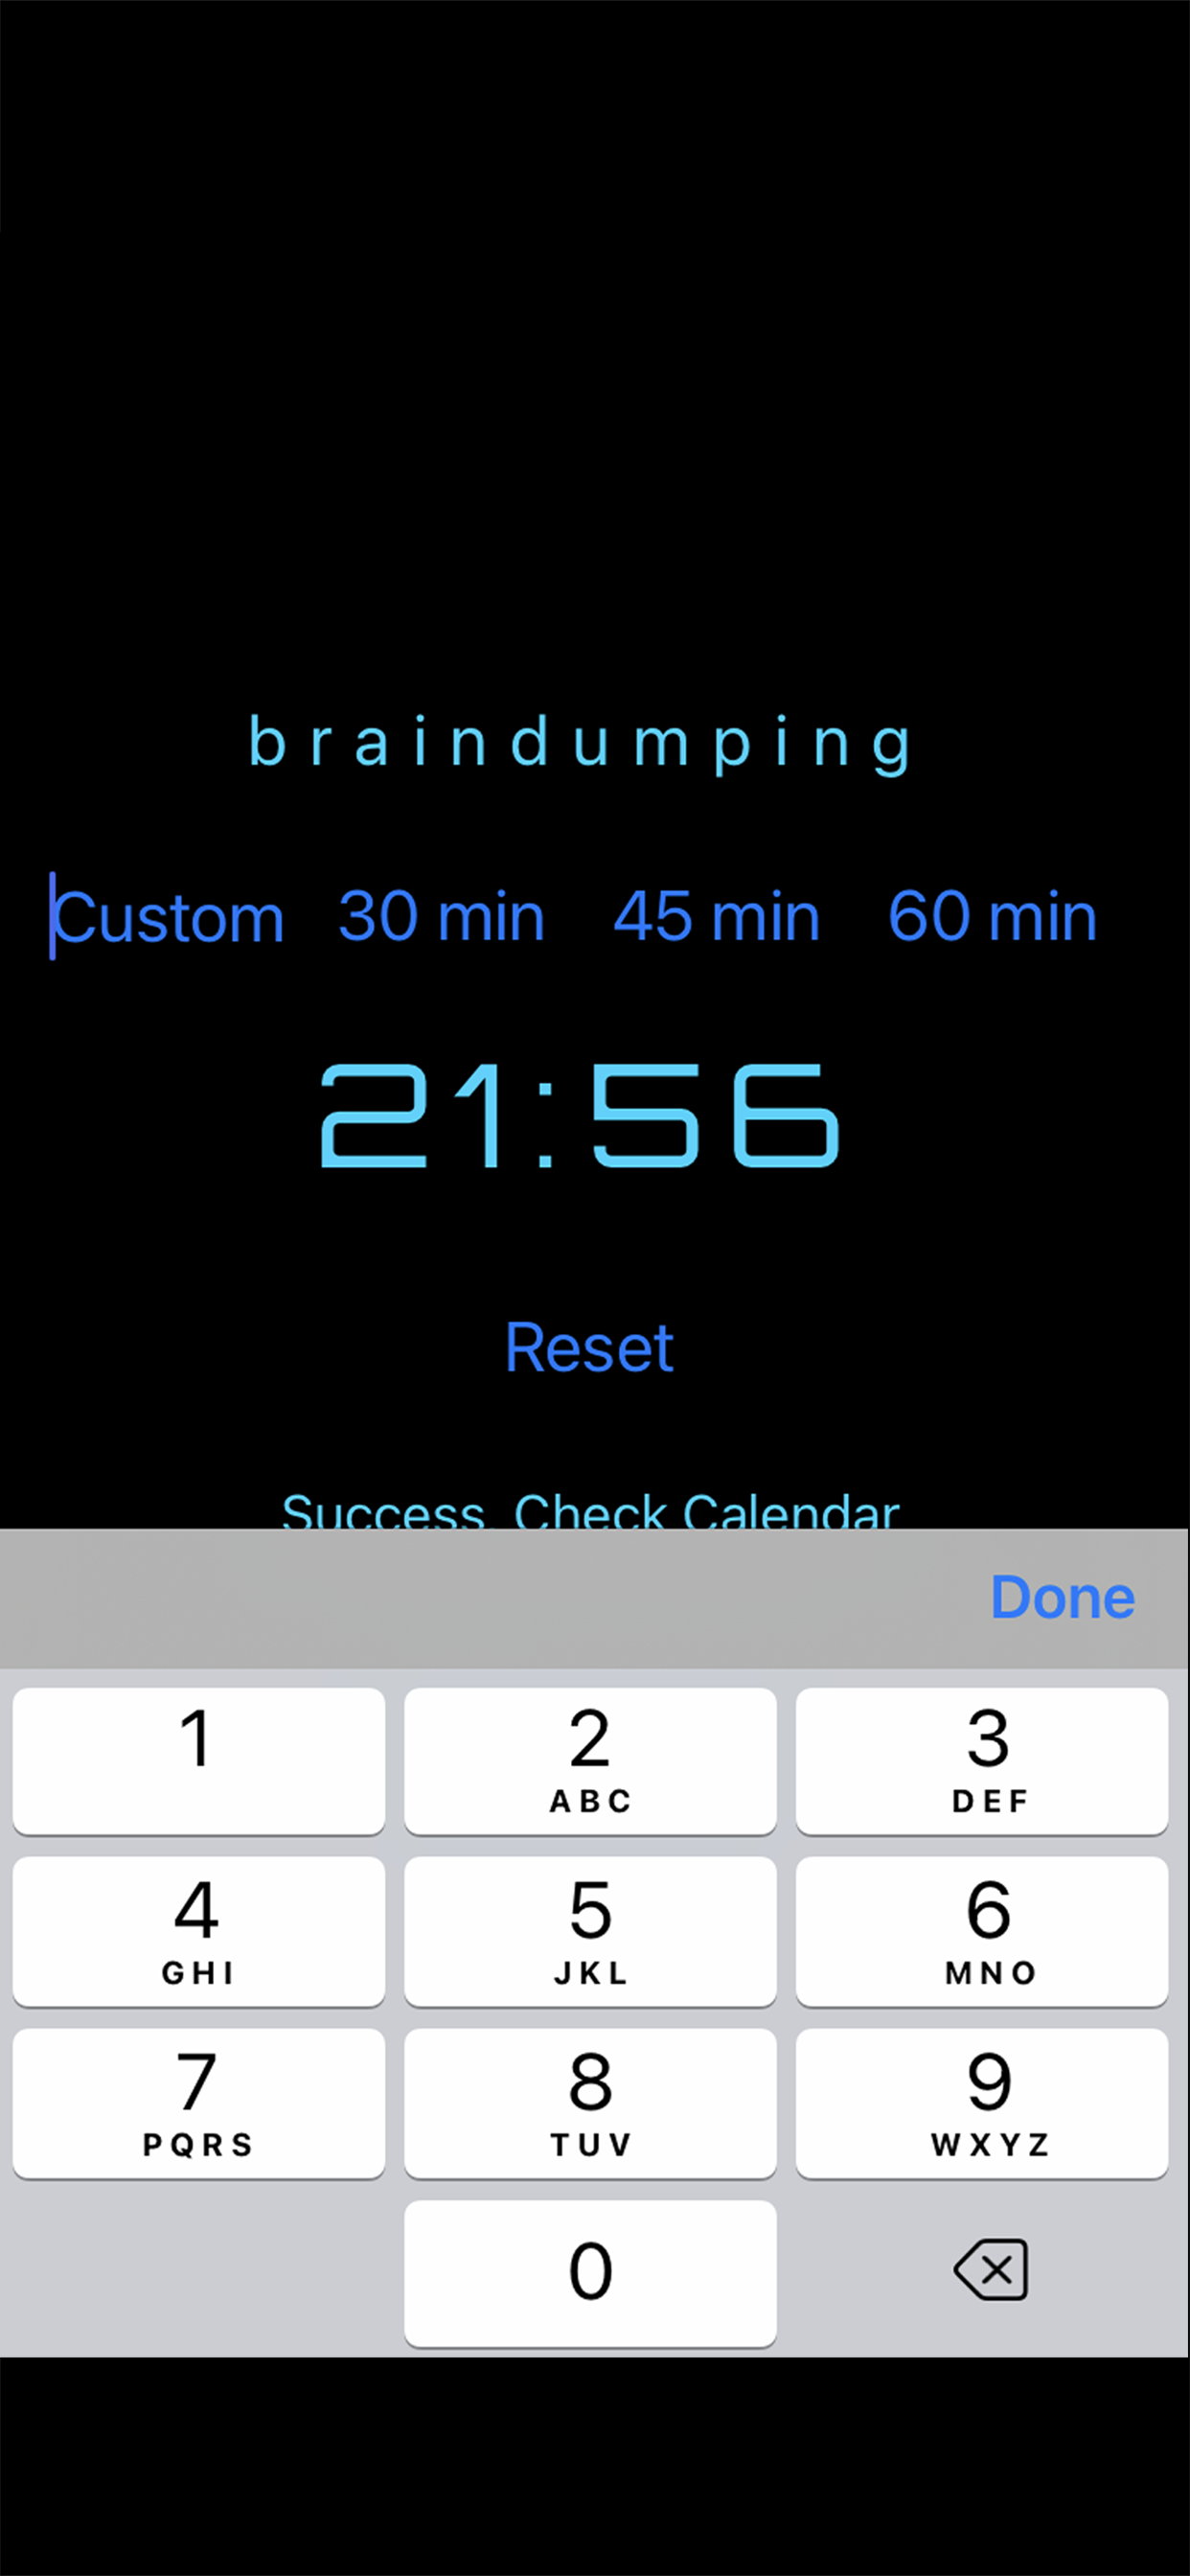 braindumping
Custom 30 min 45 min 60 min
21:56
Reset
Success. Check Calendar
Done
1 2 3
ABC DEF
4 5 6
GHI JKL MNO
7 8 9
PQRS TUV WXYZ
0